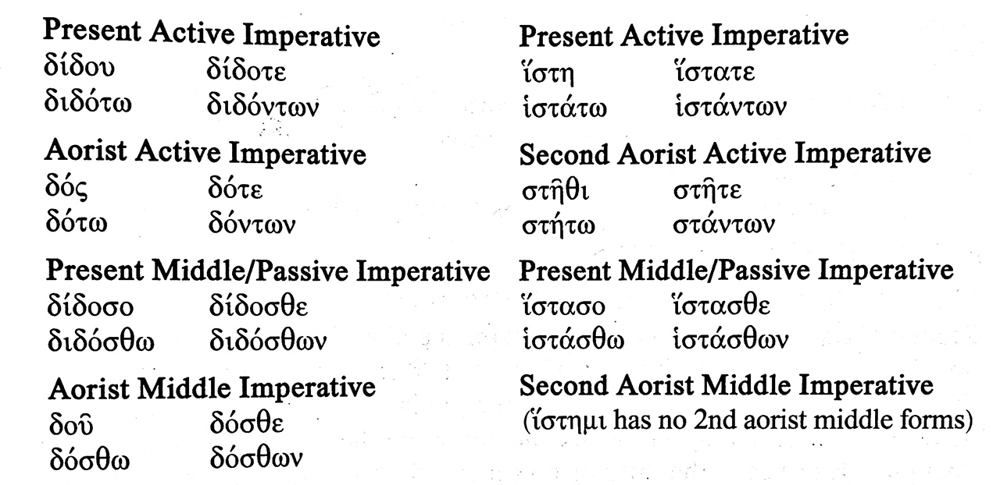 Present Active Imperative
δίδου δίδοτε
διδότω διδόντων
Aorist Active Imperative
δός δότε
δότω δόντων
Present Middle/Passive Imperative
δίδοσο δίδοσθε
διδόσθω διδόσθων
Aorist Middle Imperative
δοῦ δόσθε
δόσθω δόσθων
Present Active Imperative
ἵστη ἵστατε
ἱστάτω ἱστάντων
Second Aorist Active Imperative
στῆθι στῆτε
στήτω στάντων
Present Middle/Passive Imperative
ἵστασο ἵστασθε
ἱστάσθω ἱστάσθων
Second Aorist Middle Imperative
(ἵστημι has no 2nd aorist middle forms)